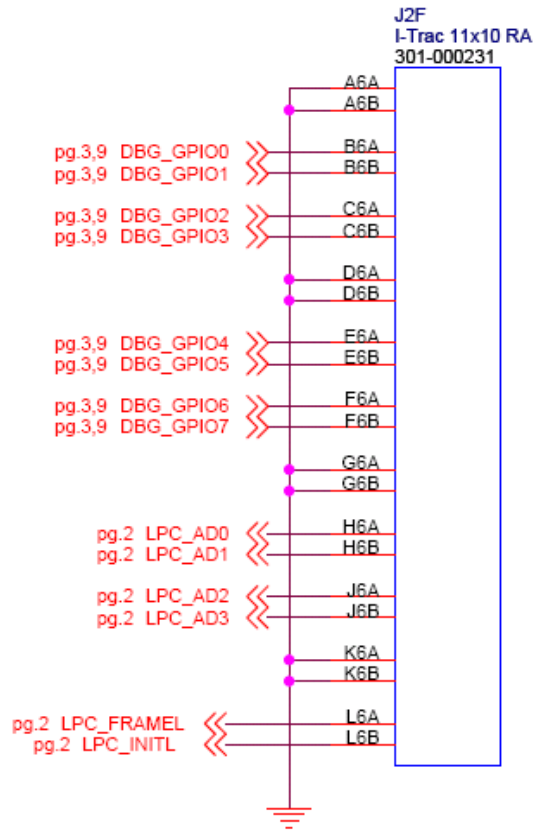 J2F
I-Trac 11x10 RA
301-000231
A6A
A6B
pg.3,9 DBG_GPIO0 B6A
pg.3,9 DBG_GPIO1 B6B
pg.3,9 DBG_GPIO2 C6A
pg.3,9 DBG_GPIO3 C6B
D6A
D6B
pg.3,9 DBG_GPIO4 E6A
pg.3,9 DBG_GPIO5 E6B
pg.3,9 DBG_GPIO6 F6A
pg.3,9 DBG_GPIO7 F6B
G6A
G6B
pg.2 LPC_AD0 H6A
pg.2 LPC_AD1 H6B
pg.2 LPC_AD2 J6A
pg.2 LPC_AD3 J6B
K6A
K6B
pg.2 LPC_FRAMEL L6A
pg.2 LPC_INITL L6B